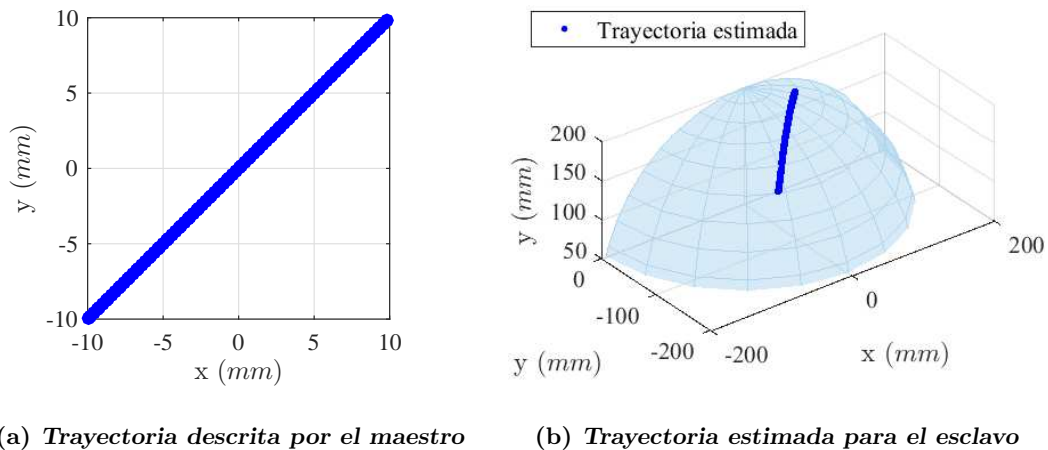 10
5
0
-5
-10
-10
-5
0
5
10
y (mm)
x (mm)
Trayectoria estimada
200
150
100
50
y (mm)
0
-100
-200
y (mm)
-200
0
200
x (mm)
(a) Trayectoria descrita por el maestro
(b) Trayectoria estimada para el esclavo